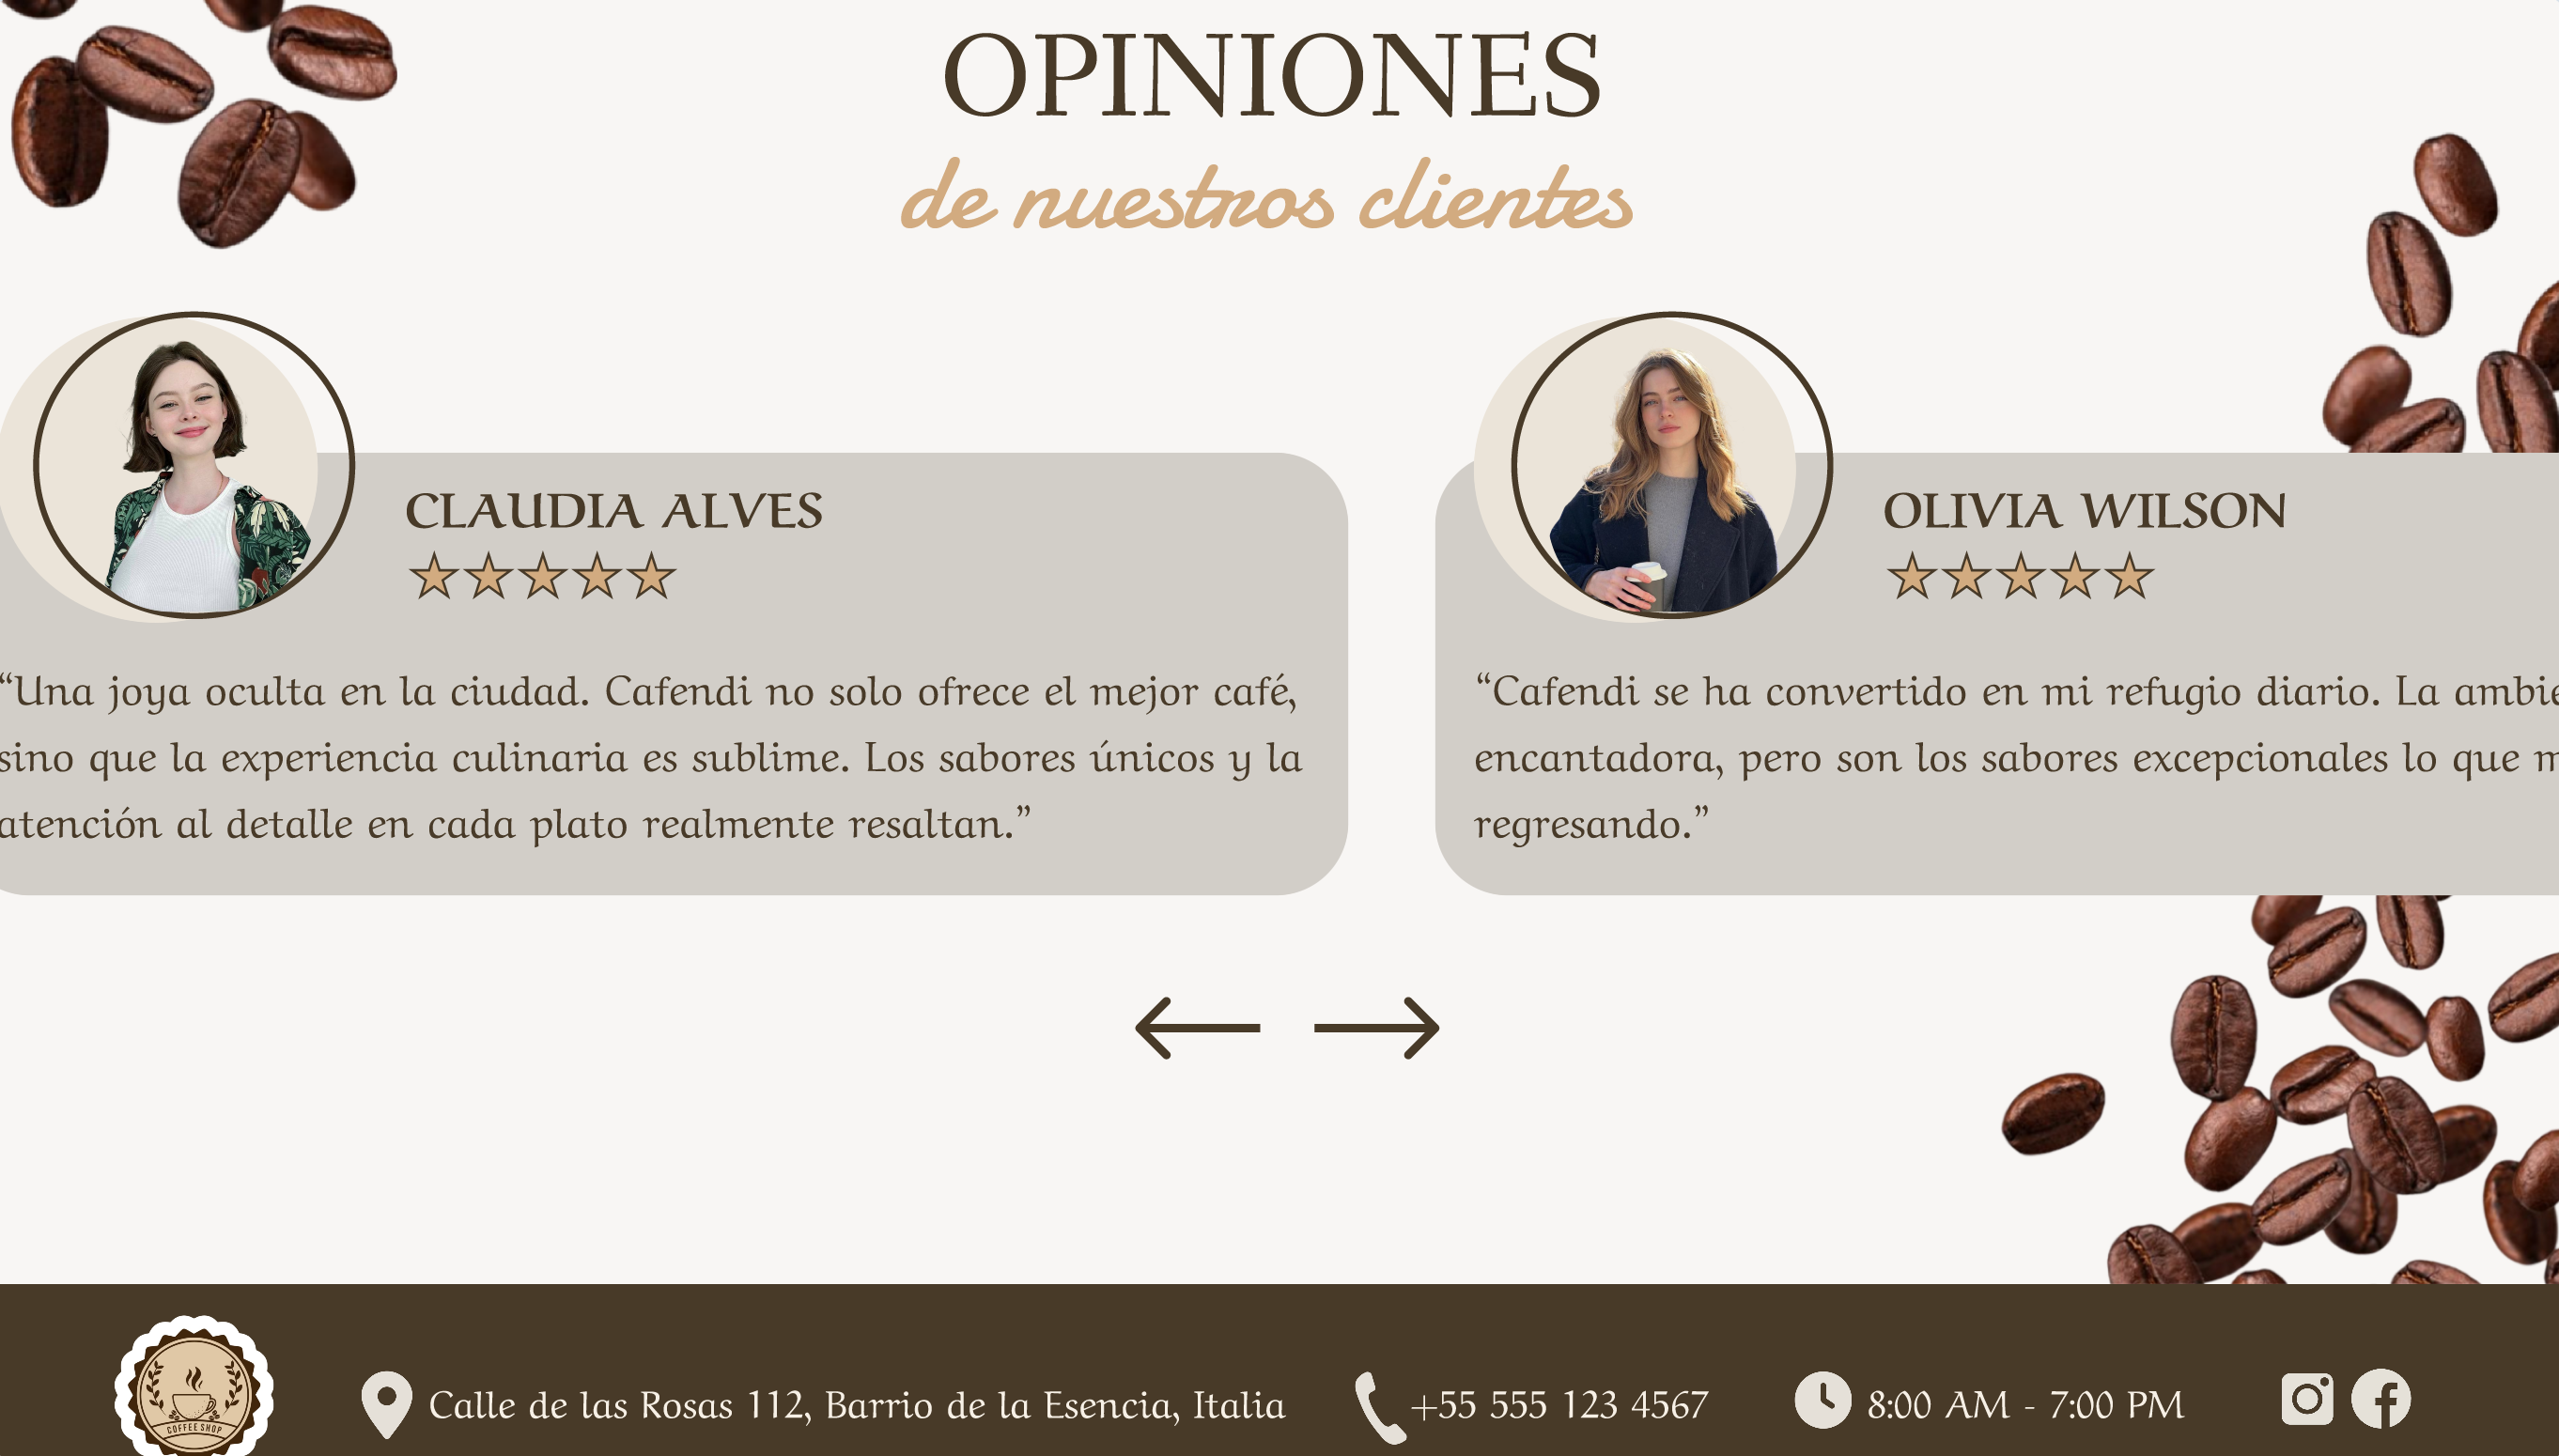 OPINIONES
de nuestros clientes
CLAUDIA ALVES
“Una joya oculta en la ciudad. Cafendi no solo ofrece el mejor café,
sino que la experiencia culinaria es sublime. Los sabores únicos y la
atención al detalle en cada plato realmente resaltan.”
OLIVIA WILSON
“Cafendi se ha convertido en mi refugio diario. La
encantadora, pero son los sabores excepcionales lo que
regresando.”
COFFEE SHOP
Calle de las Rosas 112, Barrio de la Esencia, Italia
+55 555 123 4567
8:00 AM - 7:00 PM